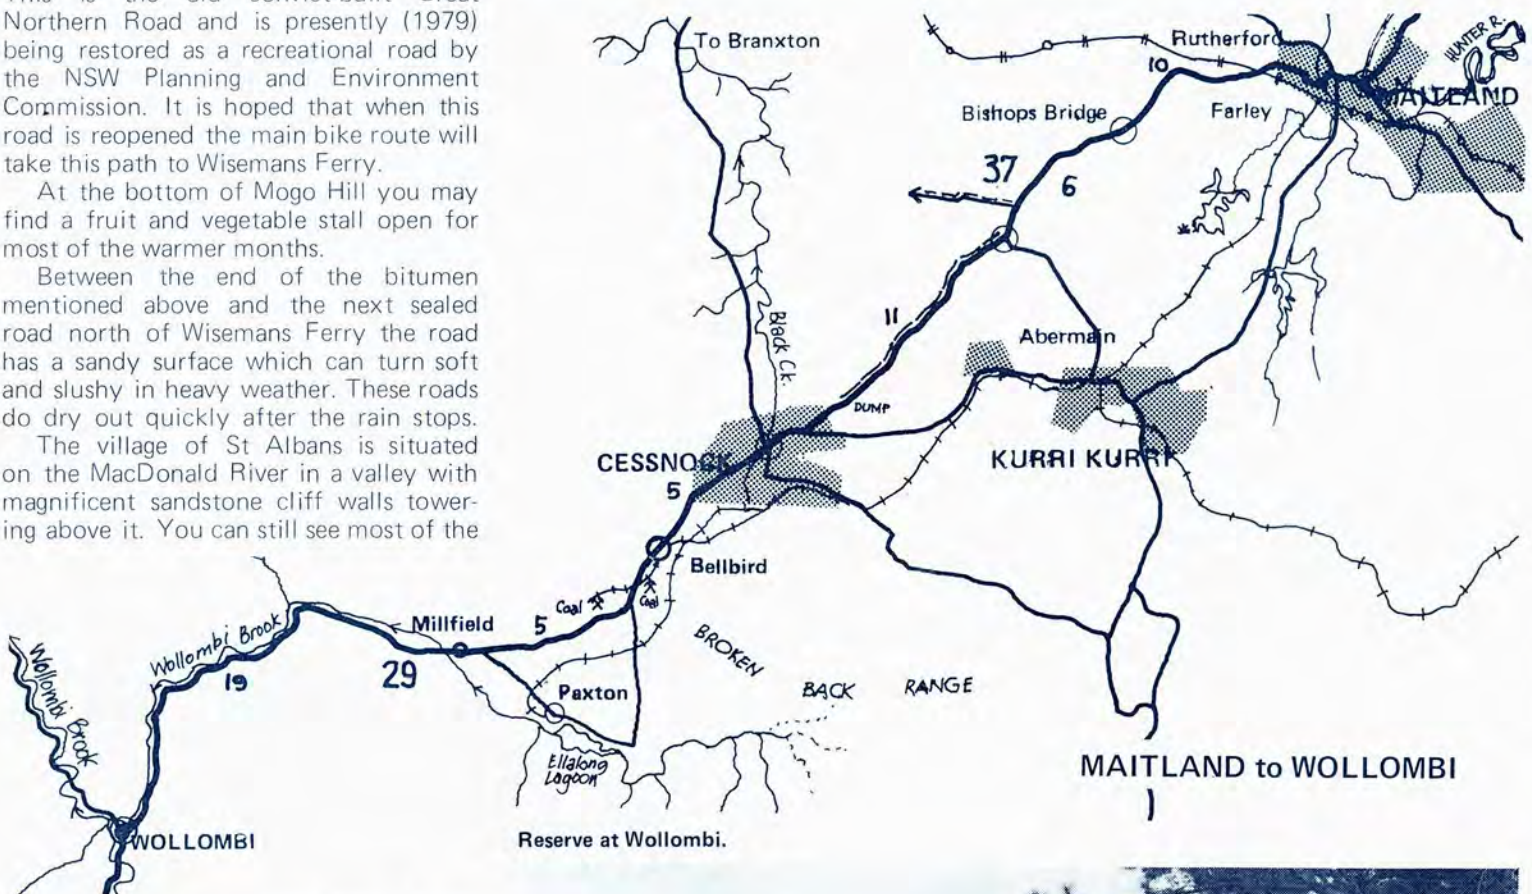 This is the old convict-built Great
Northern Road and is presently (1979)
being restored as a recreational road by
the NSW Planning and Environment
Commission. It is hoped that when this
road is reopened the main bike route will
take this path to Wisemans Ferry.
At the bottom of Mogo Hill you may
find a fruit and vegetable stall open for
most of the warmer months.
Between the end of the bitumen
mentioned above and the next sealed
road north of Wisemans Ferry the road
has a sandy surface which can turn soft
and slushy in heavy weather. These roads
do dry out quickly after the rain stops.
The village of St Albans is situated
on the MacDonald River in a valley with
magnificent sandstone cliff walls tower-
ing above it. You can still see most of the
To Branxton
Rutherford
HUNTER R.
10
MAITLAND
Bishops Bridge
Farley
37
6
11
Black Ck.
Abermain
DUMP
CESSNOCK
KURRI KURRI
5
Bellbird
Coal
Coal
Millfield
5
Wollombi Brook
19
29
Wollombi Brook
Paxton
BROKEN
BACK
RANGE
Ellalong
Lagoon
MAITLAND to WOLLOMBI
WOLLOMBI
Reserve at Wollombi.